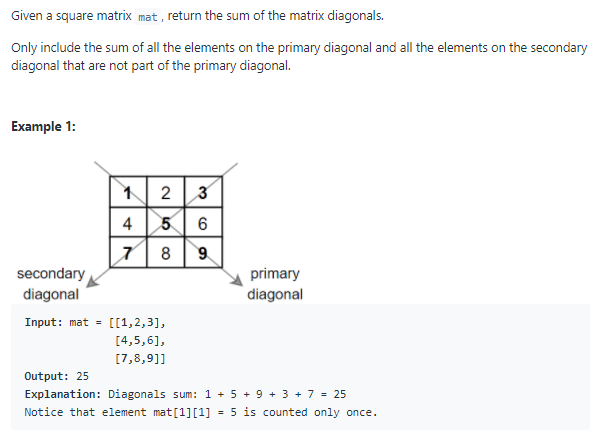 Given a square matrix mat , return the sum of the matrix diagonals.
Only include the sum of all the elements on the primary diagonal and all the elements on the secondary
diagonal that are not part of the primary diagonal.
Example 1:
1 2 3
4 5 6
7 8 9
secondary primary
diagonal diagonal
Input: mat = [[1,2,3],
[4,5,6],
[7,8,9]]
Output: 25
Explanation: Diagonals sum: 1 + 5 + 9 + 3 + 7 = 25
Notice that element mat[1][1] = 5 is counted only once.